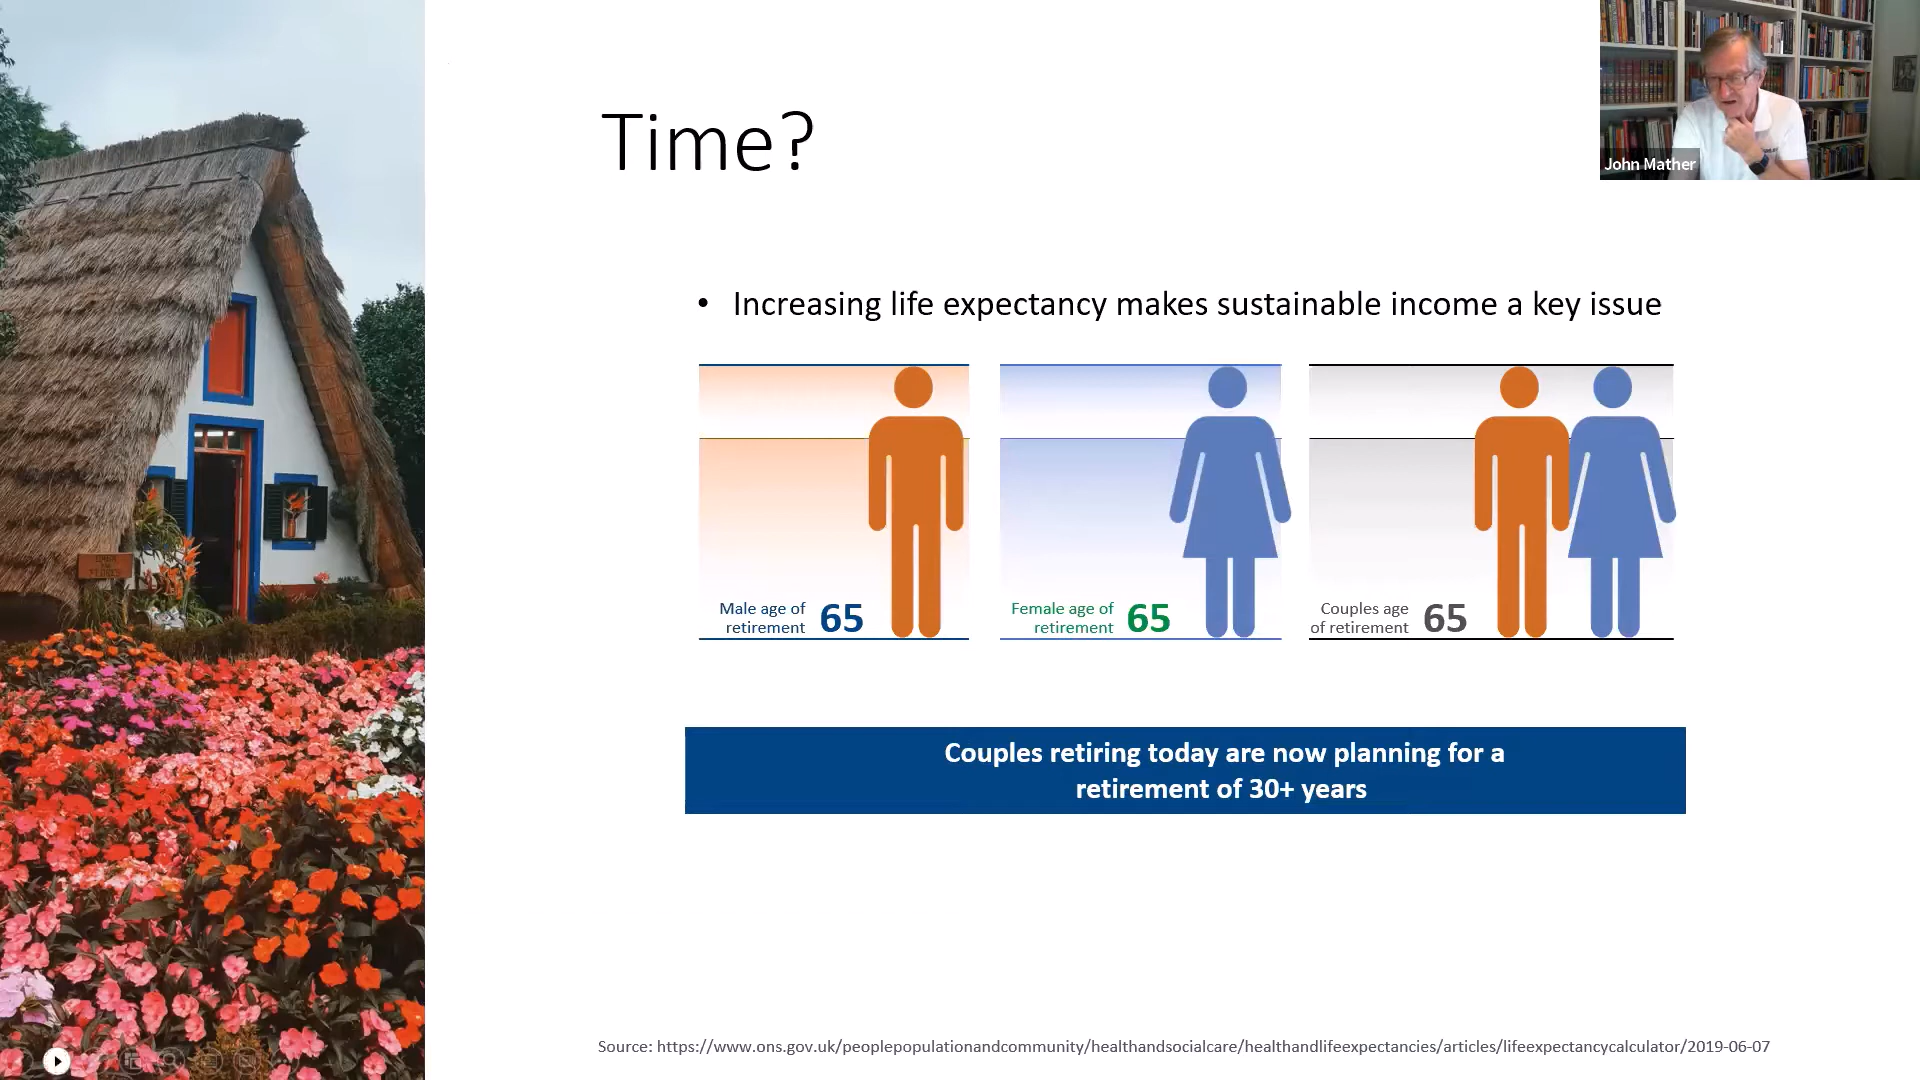 John Mather
Time?
• Increasing life expectancy makes sustainable income a key issue
Male age of
retirement 65
Female age of
retirement 65
Couples age
of retirement 65
Couples retiring today are now planning for a
retirement of 30+ years
Source: https://www.ons.gov.uk/peoplepopulationandcommunity/healthandsocialcare/healthandlifeexpectancies/articles/lifeexpectancycalculator/2019-06-07